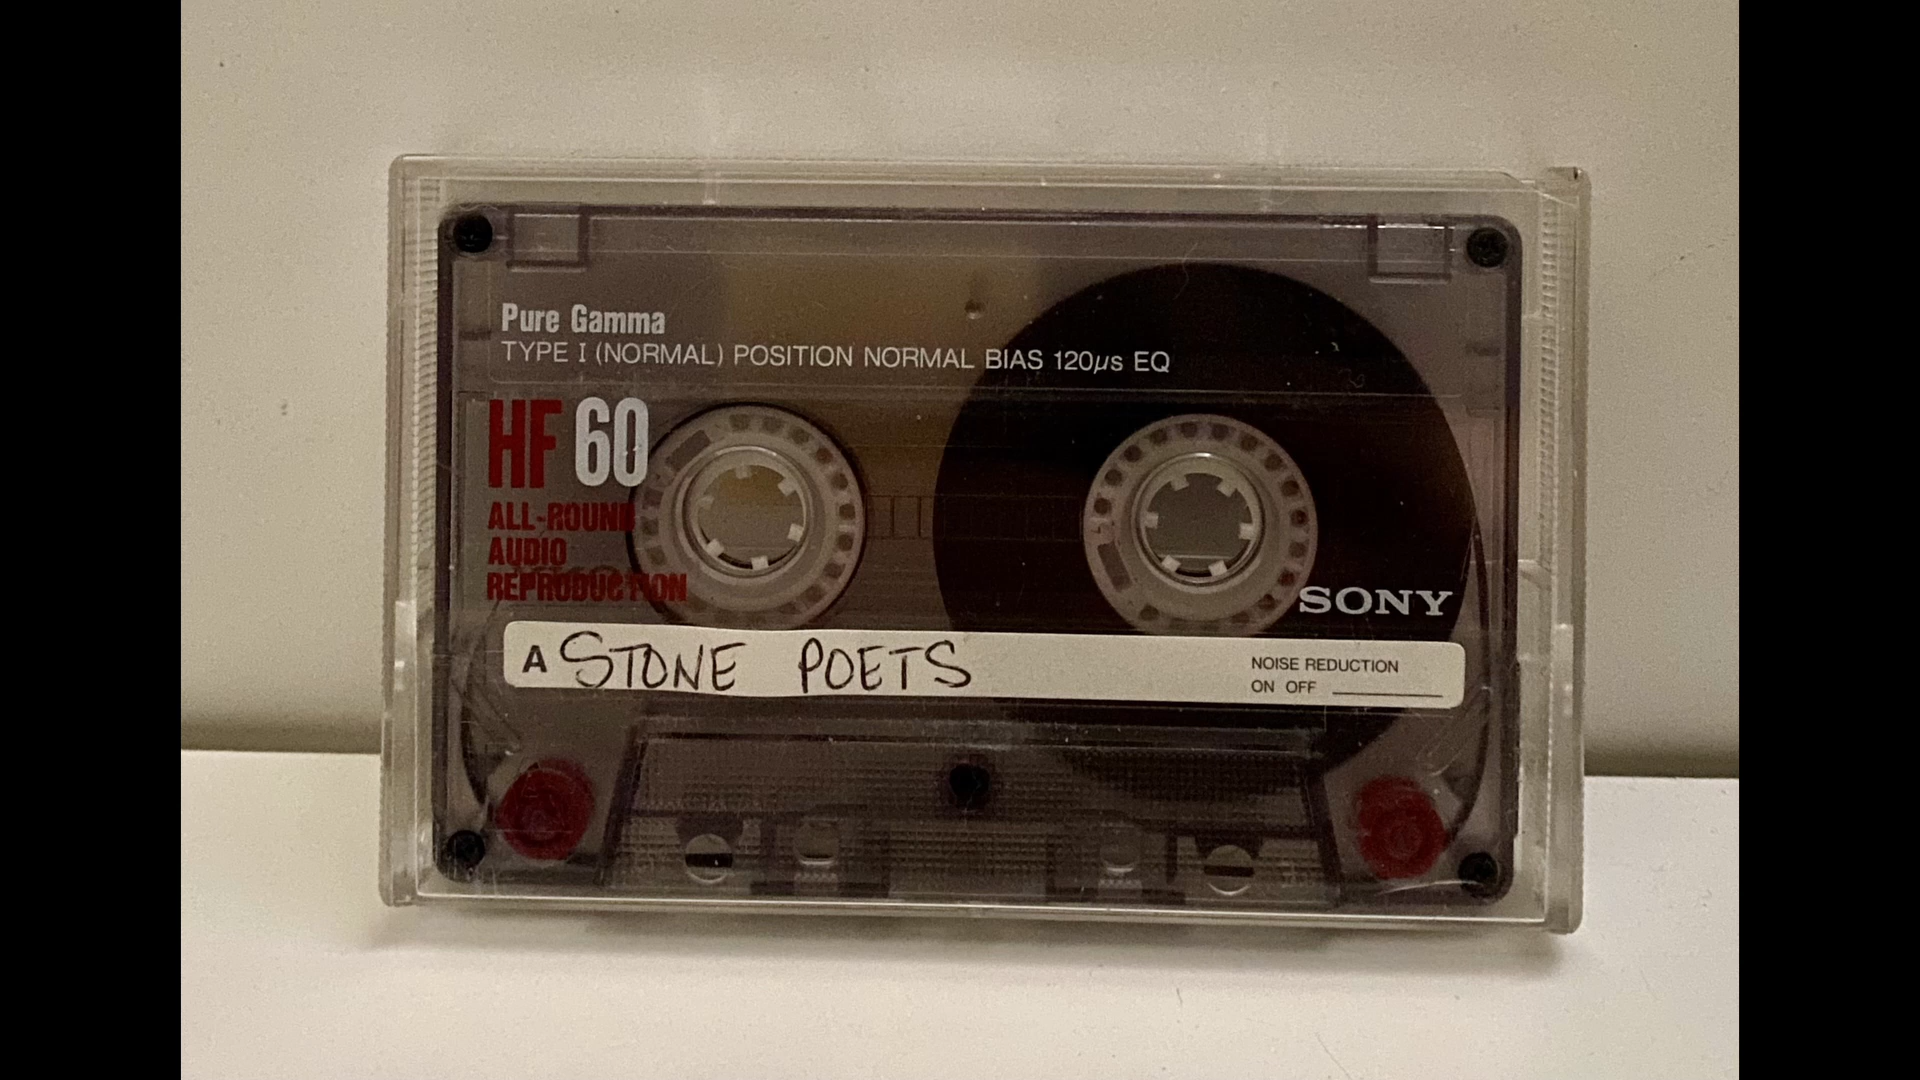 Pure Gamma
TYPE I (NORMAL) POSITION NORMAL BIAS 120µs EQ
HF 60
ALL-ROUND
AUDIO
REPRODUCTION
SONY
A STONE POETS
NOISE REDUCTION
ON OFF